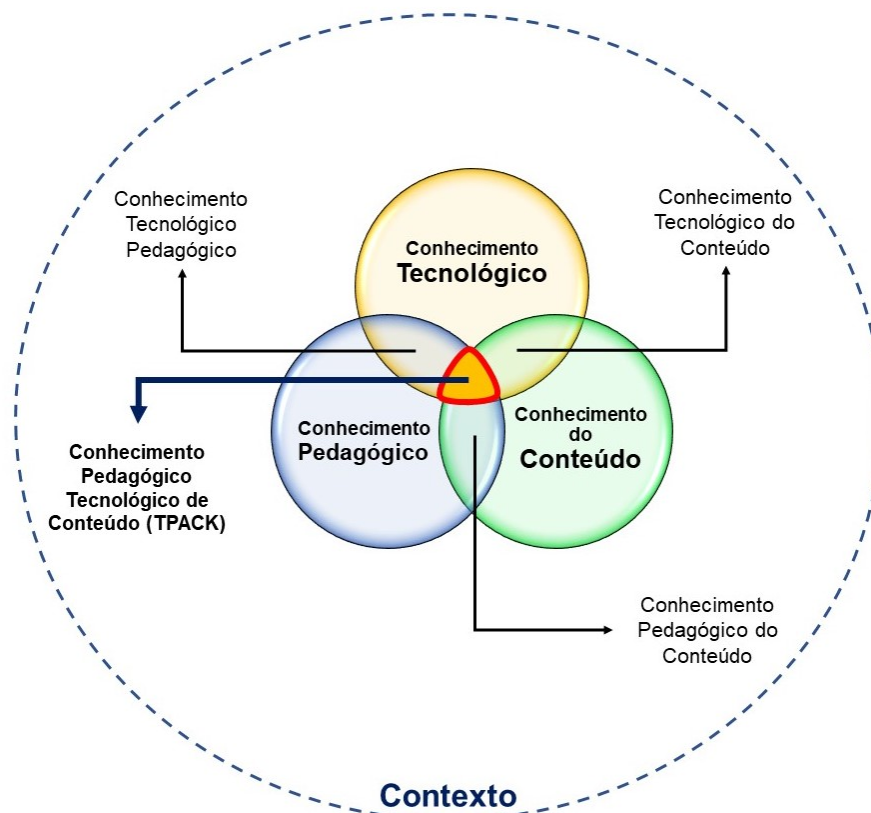 Conhecimento
Tecnológico
Pedagógico
Conhecimento
Tecnológico do
Conteúdo
Conhecimento
Tecnológico
Conhecimento
Pedagógico
Conhecimento
do
Conteúdo
Conhecimento
Pedagógico
Tecnológico de
Conteúdo (TPACK)
Conhecimento
Pedagógico do
Conteúdo
Contexto